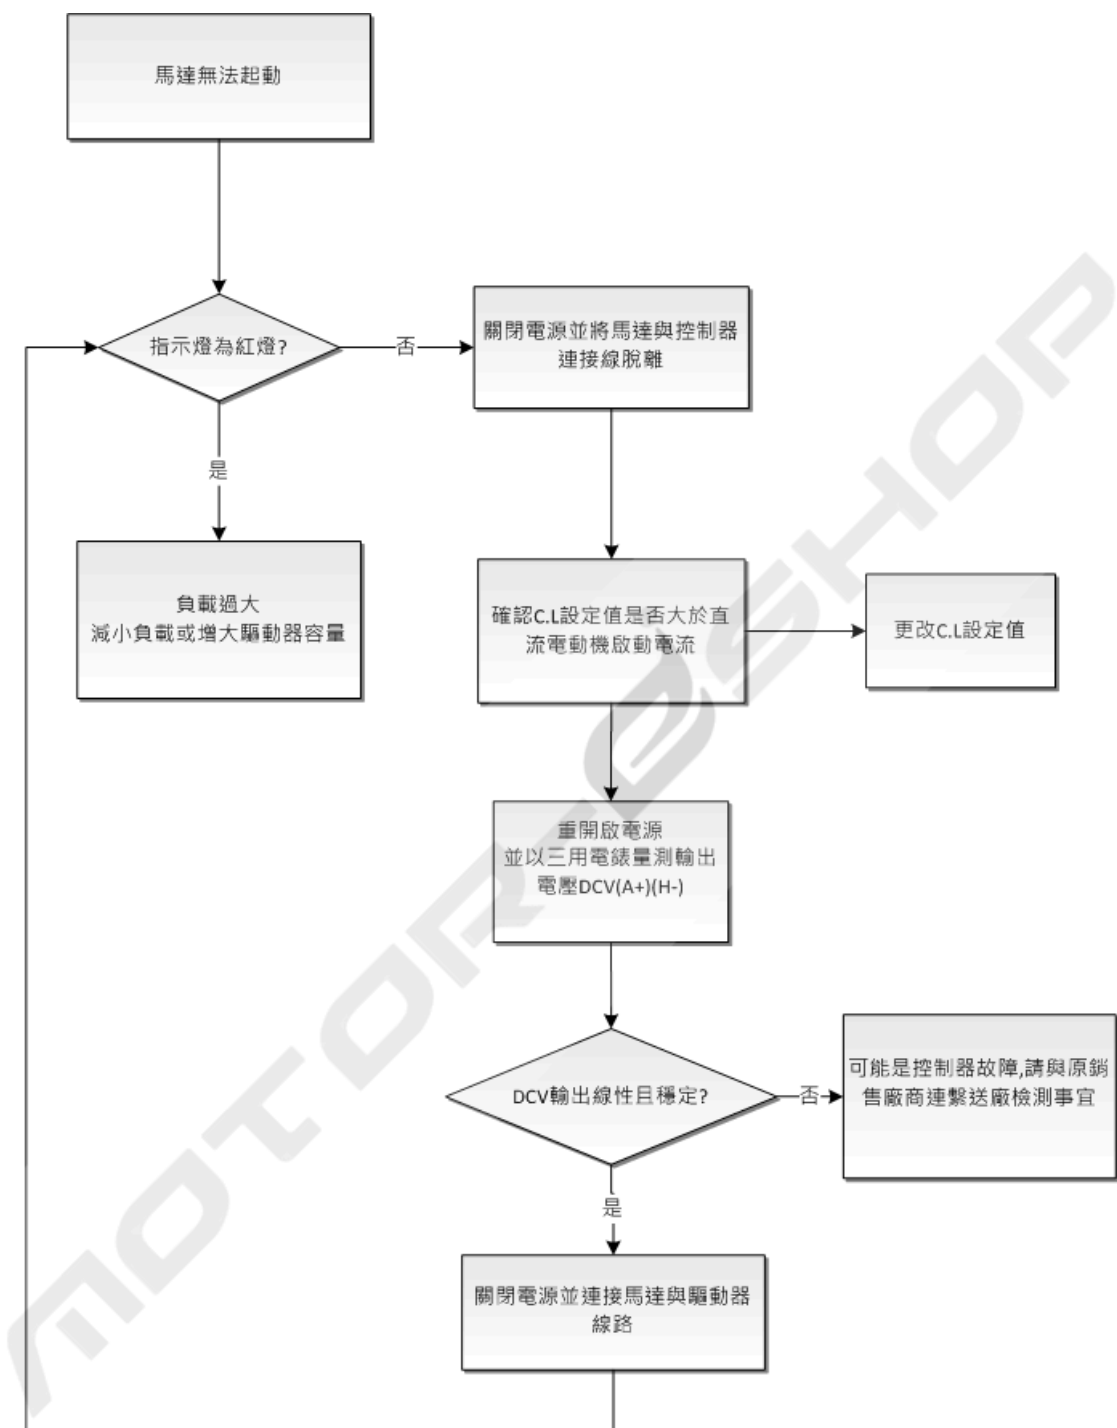 馬達無法起動
指示燈為紅燈?
否
關閉電源並將馬達與控制器
連接線脫離
是
負載過大
減小負載或增大驅動器容量
確認C.L設定值是否大於直
流電動機啟動電流
更改C.L設定值
重開啟電源
並以三用電錶量測輸出
電壓DCV(A+)(H-)
DCV輸出線性且穩定?
否
可能是控制器故障,請與原銷
售廠商連繫送廠檢測事宜
是
關閉電源並連接馬達與驅動器
線路
MOTOR-eSHOP